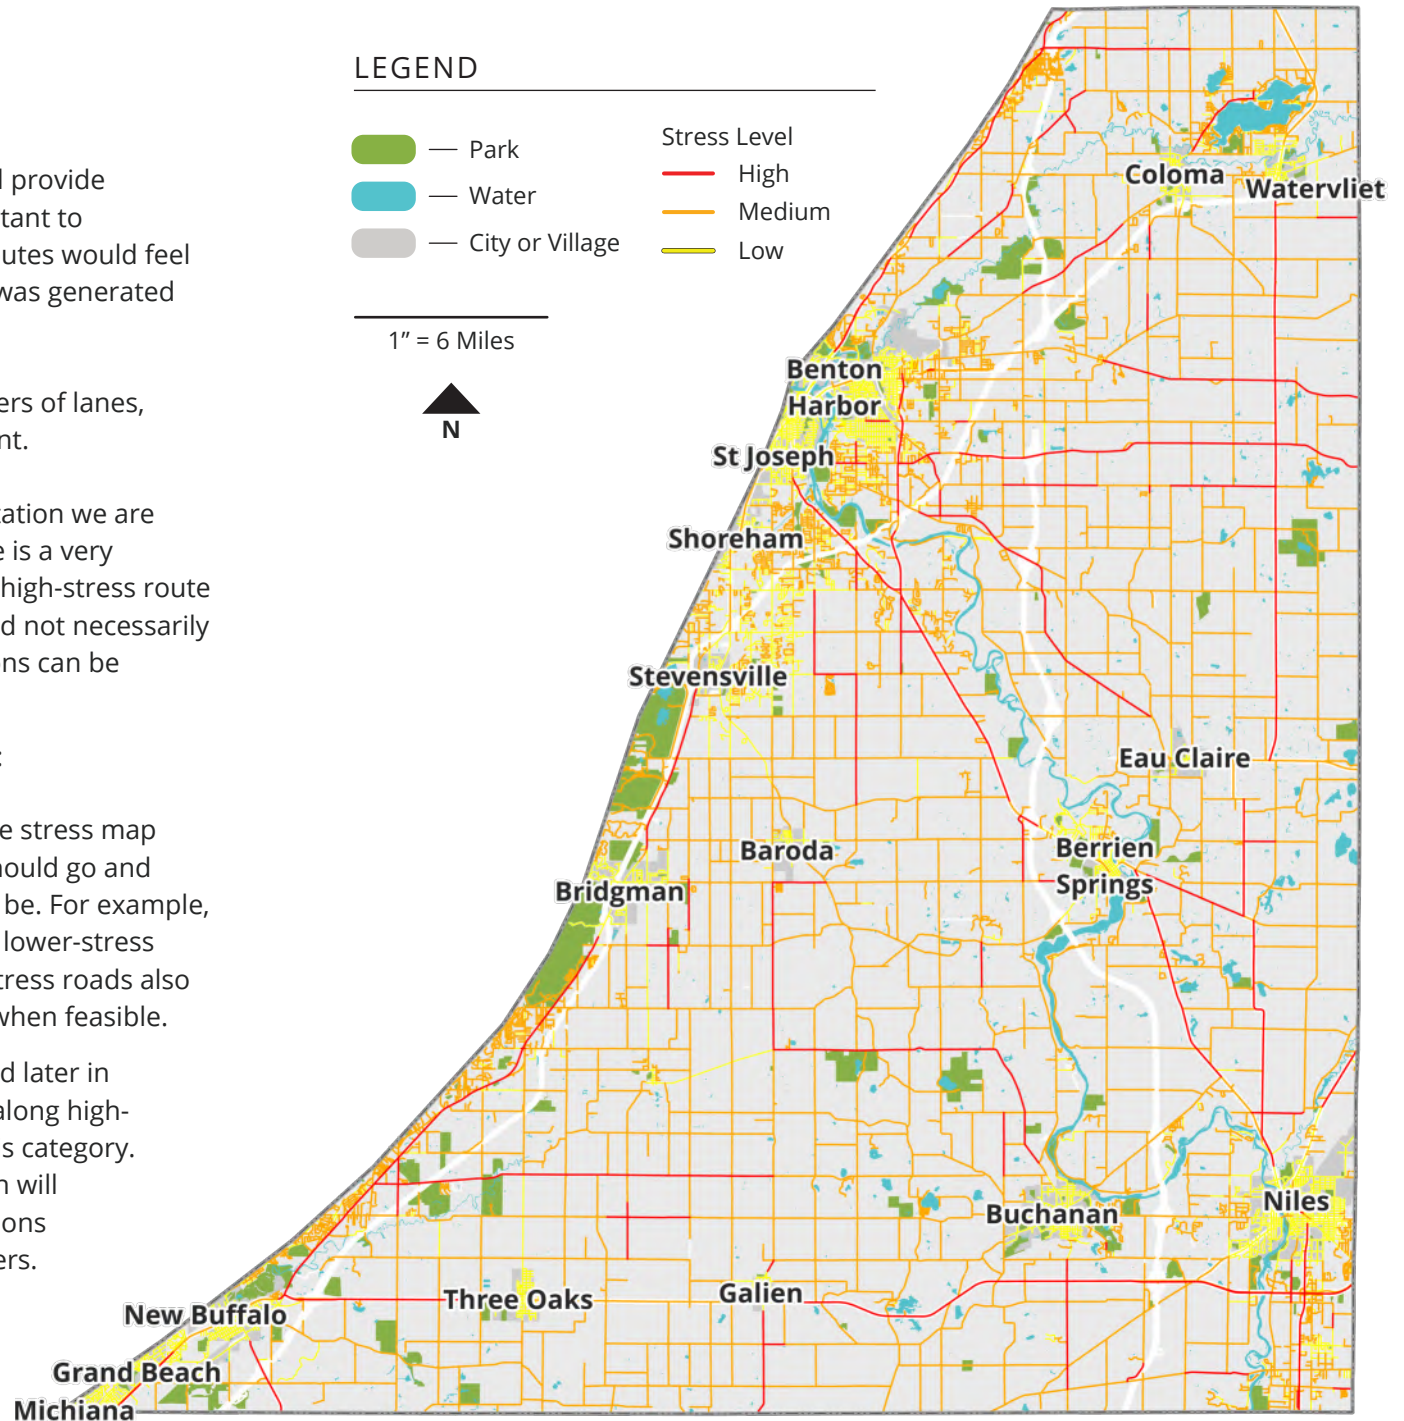 d provide
tant to
utes would feel
was generated
ers of lanes,
nt.
tation we are
e is a very
high-stress route
d not necessarily
ons can be
:
e stress map
hould go and
be. For example,
lower-stress
tress roads also
when feasible.
d later in
along high-
s category.
n will
ions
ers.
LEGEND
Park
Water
City or Village
Stress Level
High
Medium
Low
1” = 6 Miles
N
Coloma
Watervliet
Benton
Harbor
St Joseph
Shoreham
Stevensville
Eau Claire
Baroda
Berrien
Springs
Bridgman
Buchanan
Niles
Three Oaks
Galien
New Buffalo
Grand Beach
Michiana